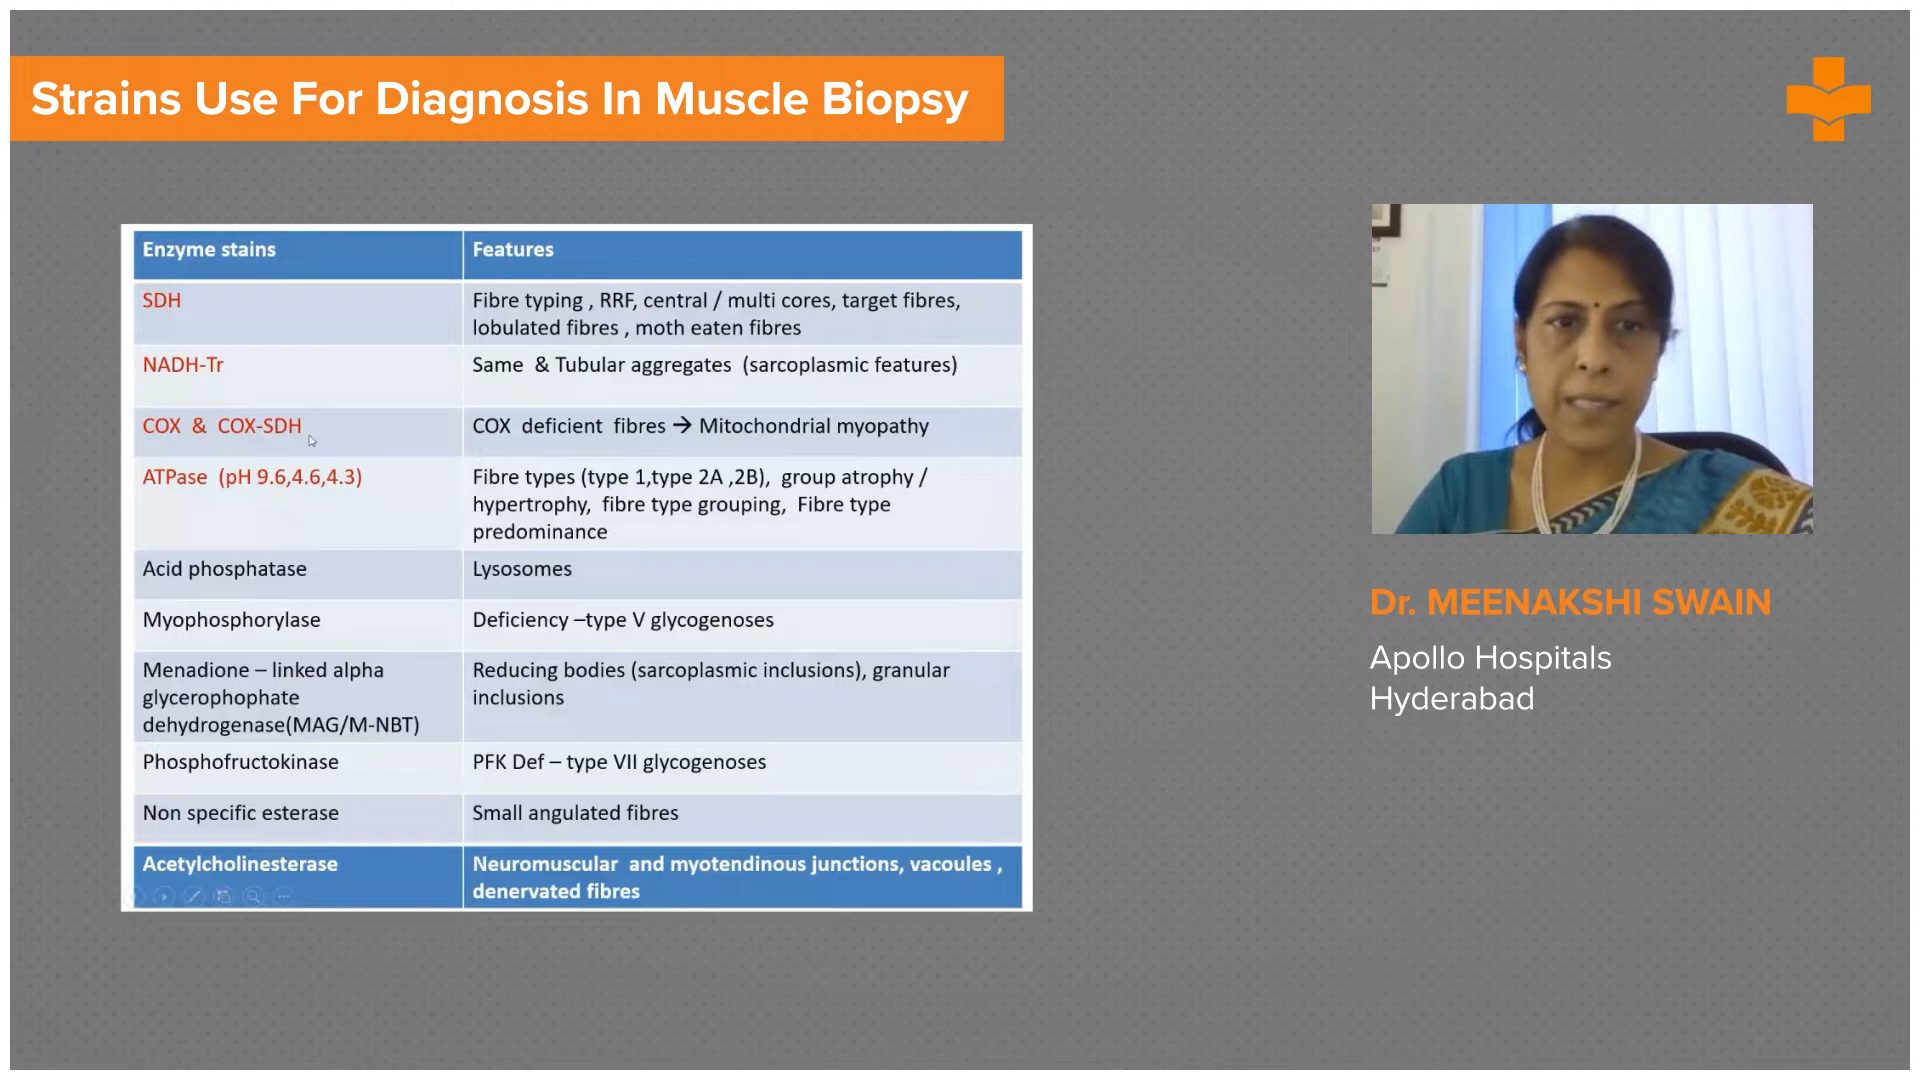 Strains Use For Diagnosis In Muscle Biopsy
Enzyme stains
Features
SDH
Fibre typing , RRF, central / multi cores, target fibres,
lobulated fibres , moth eaten fibres
NADH-Tr
Same & Tubular aggregates (sarcoplasmic features)
COX & COX-SDH
COX deficient fibres → Mitochondrial myopathy
ATPase (pH 9.6,4.6,4.3)
Fibre types (type 1,type 2A ,2B), group atrophy /
hypertrophy, fibre type grouping, Fibre type
predominance
Acid phosphatase
Lysosomes
Myophosphorylase
Deficiency –type V glycogenoses
Menadione – linked alpha
glycerophophate
dehydrogenase(MAG/M-NBT)
Reducing bodies (sarcoplasmic inclusions), granular
inclusions
Phosphofructokinase
PFK Def – type VII glycogenoses
Non specific esterase
Small angulated fibres
Acetylcholinesterase
Neuromuscular and myotendinous junctions, vacoules ,
denervated fibres
Dr. MEENAKSHI SWAIN
Apollo Hospitals
Hyderabad